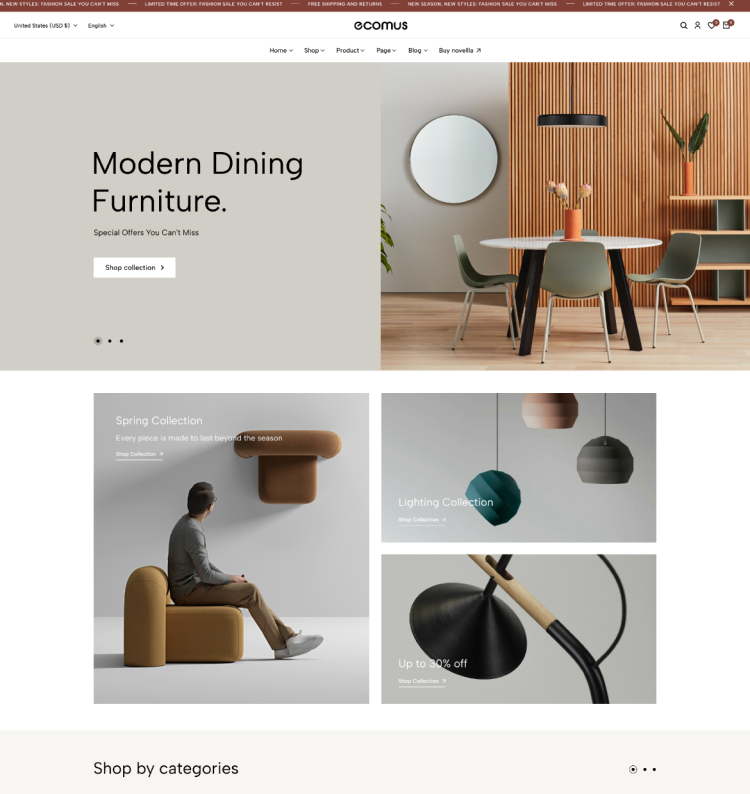 N, NEW STYLES: FASHION SALE YOU CAN'T MISS — LIMITED TIME OFFER: FASHION SALE YOU CAN'T RESIST — FREE SHIPPING AND RETURNS — NEW SEASON, NEW STYLES: FASHION SALE YOU CAN'T MISS — LIMITED TIME OFFER: FASHION SALE YOU CAN'T RESIST
United States (USD $) English ecomus 0 0
Home Shop Product Page Blog Buy novellla
Modern Dining
Furniture.
Special Offers You Can't Miss
Shop collection
Spring Collection
Every piece is made to last beyond the season
Shop Collection
Lighting Collection
Shop Collection
Up to 30% off
Shop Collection
Shop by categories